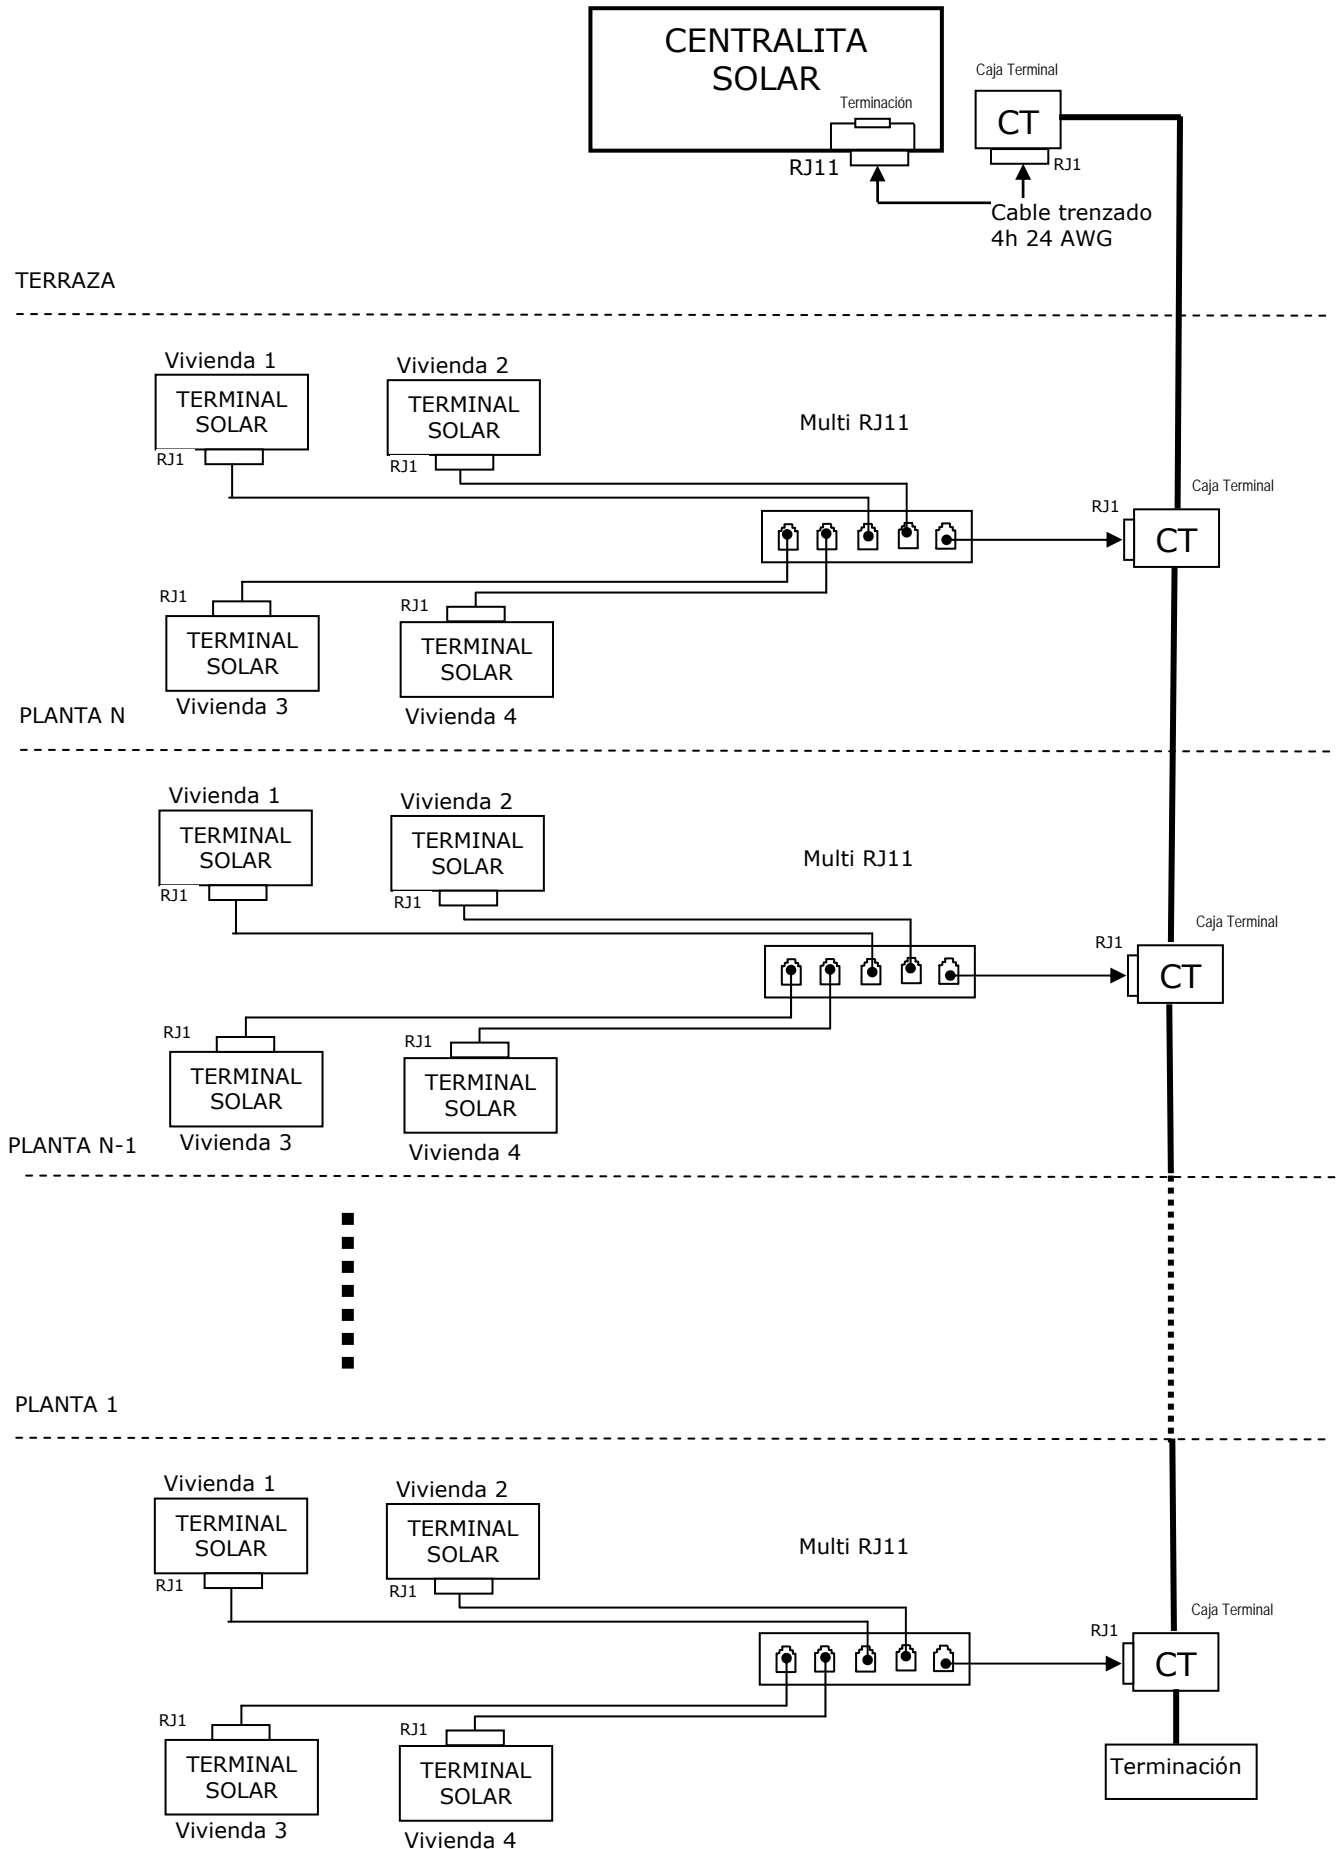 CENTRALITA
SOLAR
Terminación
RJ11
Caja Terminal
CT
RJ1
Cable trenzado
4h 24 AWG
TERRAZA
Vivienda 1
TERMINAL
SOLAR
RJ1
Vivienda 2
TERMINAL
SOLAR
RJ1
Multi RJ11
Caja Terminal
RJ1
CT
RJ1
TERMINAL
SOLAR
Vivienda 3
RJ1
TERMINAL
SOLAR
Vivienda 4
PLANTA N
Vivienda 1
TERMINAL
SOLAR
RJ1
Vivienda 2
TERMINAL
SOLAR
RJ1
Multi RJ11
Caja Terminal
RJ1
CT
RJ1
TERMINAL
SOLAR
Vivienda 3
RJ1
TERMINAL
SOLAR
Vivienda 4
PLANTA N-1
PLANTA 1
Vivienda 1
TERMINAL
SOLAR
RJ1
Vivienda 2
TERMINAL
SOLAR
RJ1
Multi RJ11
Caja Terminal
RJ1
CT
RJ1
TERMINAL
SOLAR
Vivienda 3
RJ1
TERMINAL
SOLAR
Vivienda 4
Terminación